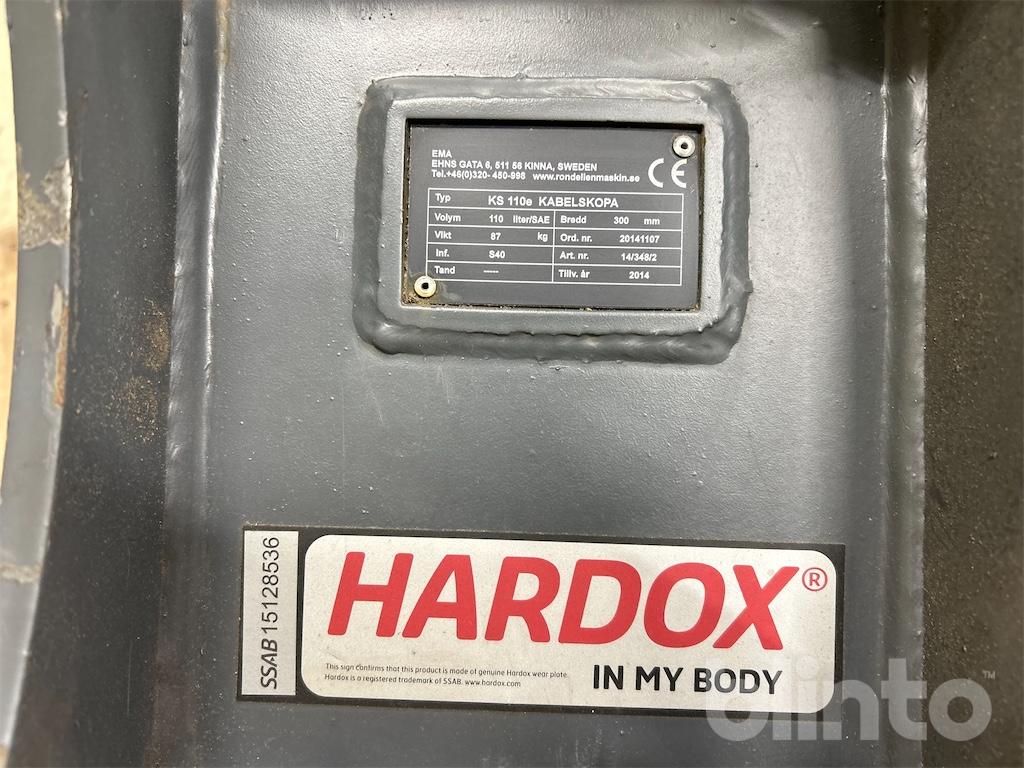 EMA
EHNS GATA 6, 511 56 KINNA, SWEDEN
Tel.+46(0)320- 450-998 www.rondellenmaskin.se
CE
Typ KS 110e KABELSKOPA
Volym 110 liter/SAE Bredd 300 mm
Vikt 87 kg Ord. nr. 20141107
Inf. S40 Art. nr. 14/348/2
Tand ---- Tillv. år 2014
SSAB 15128536
HARDOX®
IN MY BODY
This sign confirms that this product is made of genuine Hardox wear plate.
Hardox is a registered trademark of SSAB. www.hardox.com
blinto™